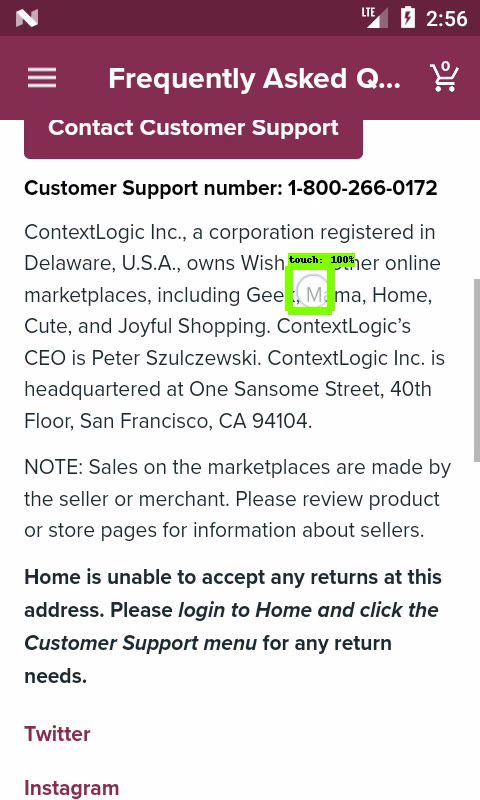 LTE 2:56
Frequently Asked Q... 0
Contact Customer Support
Customer Support number: 1-800-266-0172
ContextLogic Inc., a corporation registered in
touch: 100%
Delaware, U.S.A., owns Wish other online
marketplaces, including Geek, Mama, Home,
Cute, and Joyful Shopping. ContextLogic’s
CEO is Peter Szulczewski. ContextLogic Inc. is
headquartered at One Sansome Street, 40th
Floor, San Francisco, CA 94104.
NOTE: Sales on the marketplaces are made by
the seller or merchant. Please review product
or store pages for information about sellers.
Home is unable to accept any returns at this
address. Please login to Home and click the
Customer Support menu for any return
needs.
Twitter
Instagram